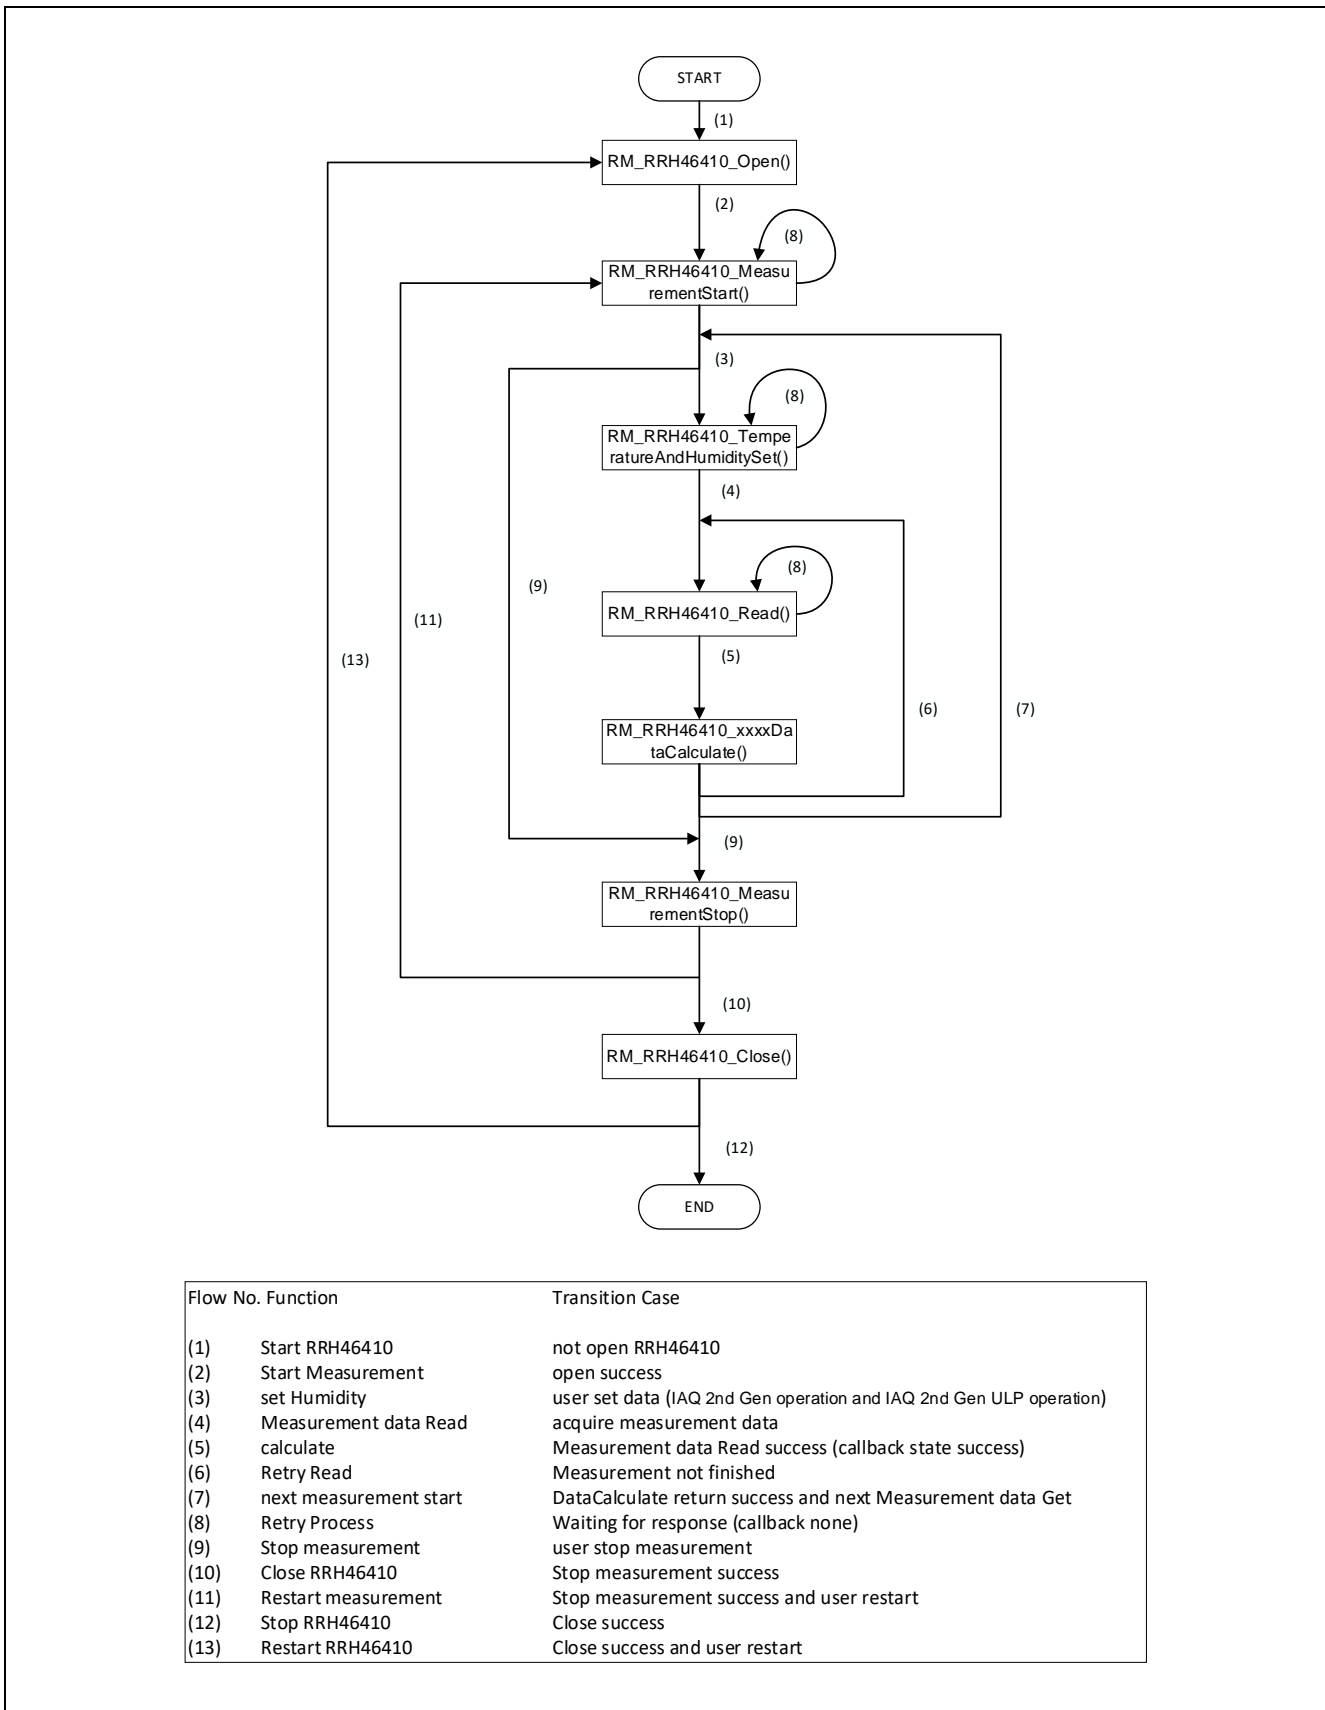 START
(1)
RM_RRH46410_Open()
(2)
(8)
RM_RRH46410_Measu
rementStart()
(3)
(8)
RM_RRH46410_Tempe
ratureAndHumiditySet()
(4)
(8)
(9)
RM_RRH46410_Read()
(11)
(5)
(13)
(6)
(7)
RM_RRH46410_xxxxDa
taCalculate()
(9)
RM_RRH46410_Measu
rementStop()
(10)
RM_RRH46410_Close()
(12)
END
Flow No. Function Transition Case
(1) Start RRH46410 not open RRH46410
(2) Start Measurement open success
(3) set Humidity user set data (IAQ 2nd Gen operation and IAQ 2nd Gen ULP operation)
(4) Measurement data Read acquire measurement data
(5) calculate Measurement data Read success (callback state success)
(6) Retry Read Measurement not finished
(7) next measurement start DataCalculate return success and next Measurement data Get
(8) Retry Process Waiting for response (callback none)
(9) Stop measurement user stop measurement
(10) Close RRH46410 Stop measurement success
(11) Restart measurement Stop measurement success and user restart
(12) Stop RRH46410 Close success
(13) Restart RRH46410 Close success and user restart